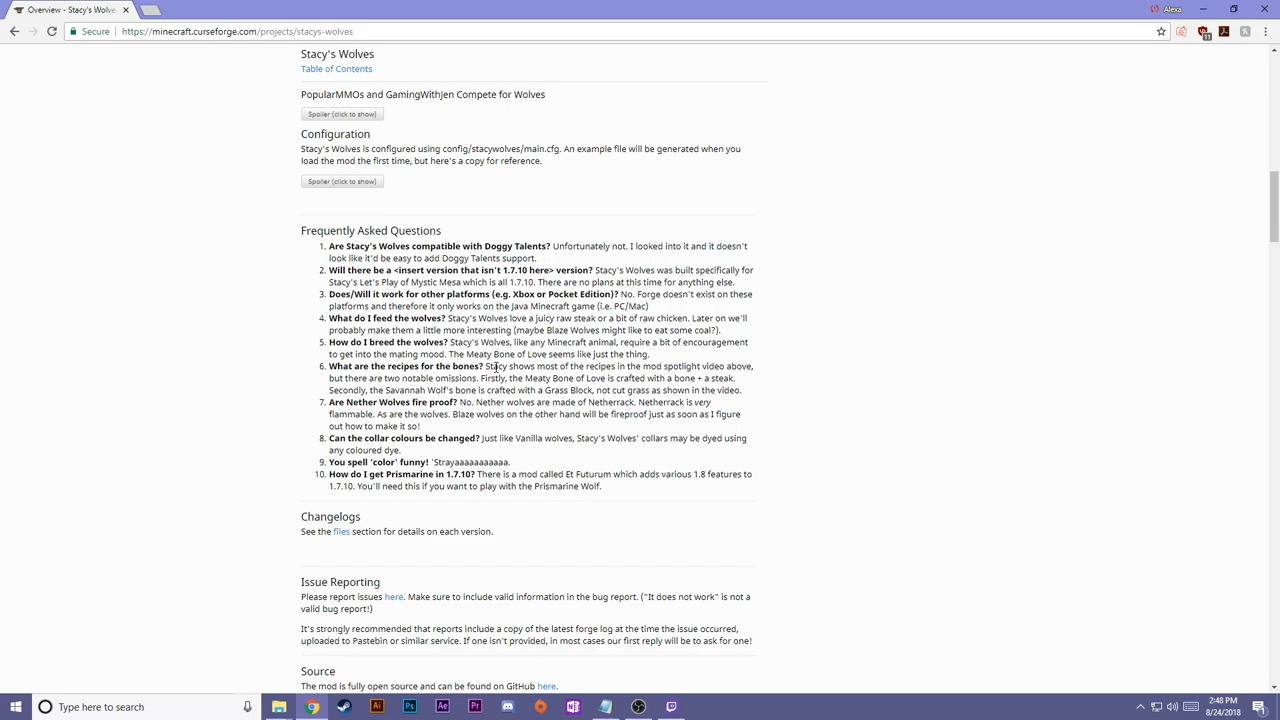 Overview - Stacy's Wolve
Alexa
Secure
https://minecraft.curseforge.com/projects/stacys-wolves
11
Stacy's Wolves
Table of Contents
PopularMMOs and GamingWithJen Compete for Wolves
Spoiler (click to show)
Configuration
Stacy's Wolves is configured using config/stacywolves/main.cfg. An example file will be generated when you
load the mod the first time, but here's a copy for reference.
Spoiler (click to show)
Frequently Asked Questions
1. Are Stacy's Wolves compatible with Doggy Talents? Unfortunately not. I looked into it and it doesn't
look like it'd be easy to add Doggy Talents support.
2. Will there be a <insert version that isn't 1.7.10 here> version? Stacy's Wolves was built specifically for
Stacy's Let's Play of Mystic Mesa which is all 1.7.10. There are no plans at this time for anything else.
3. Does/Will it work for other platforms (e.g. Xbox or Pocket Edition)? No. Forge doesn't exist on these
platforms and therefore it only works on the Java Minecraft game (i.e. PC/Mac)
4. What do I feed the wolves? Stacy's Wolves love a juicy raw steak or a bit of raw chicken. Later on we'll
probably make them a little more interesting (maybe Blaze Wolves might like to eat some coal?).
5. How do I breed the wolves? Stacy's Wolves, like any Minecraft animal, require a bit of encouragement
to get into the mating mood. The Meaty Bone of Love seems like just the thing.
6. What are the recipes for the bones? Stacy shows most of the recipes in the mod spotlight video above,
but there are two notable omissions. Firstly, the Meaty Bone of Love is crafted with a bone + a steak.
Secondly, the Savannah Wolf's bone is crafted with a Grass Block, not cut grass as shown in the video.
7. Are Nether Wolves fire proof? No. Nether wolves are made of Netherrack. Netherrack is very
flammable. As are the wolves. Blaze wolves on the other hand will be fireproof just as soon as I figure
out how to make it so!
8. Can the collar colours be changed? Just like Vanilla wolves, Stacy's Wolves' collars may be dyed using
any coloured dye.
9. You spell 'color' funny! 'Strayaaaaaaaaaaa.
10. How do I get Prismarine in 1.7.10? There is a mod called Et Futurum which adds various 1.8 features to
1.7.10. You'll need this if you want to play with the Prismarine Wolf.
Changelogs
See the files section for details on each version.
Issue Reporting
Please report issues here. Make sure to include valid information in the bug report. ("It does not work" is not a
valid bug report!)
It's strongly recommended that reports include a copy of the latest forge log at the time the issue occurred,
uploaded to Pastebin or similar service. If one isn't provided, in most cases our first reply will be to ask for one!
Source
The mod is fully open source and can be found on GitHub here.
Type here to search
Ai
Ps
Ae
Pr
2:48 PM
8/24/2018